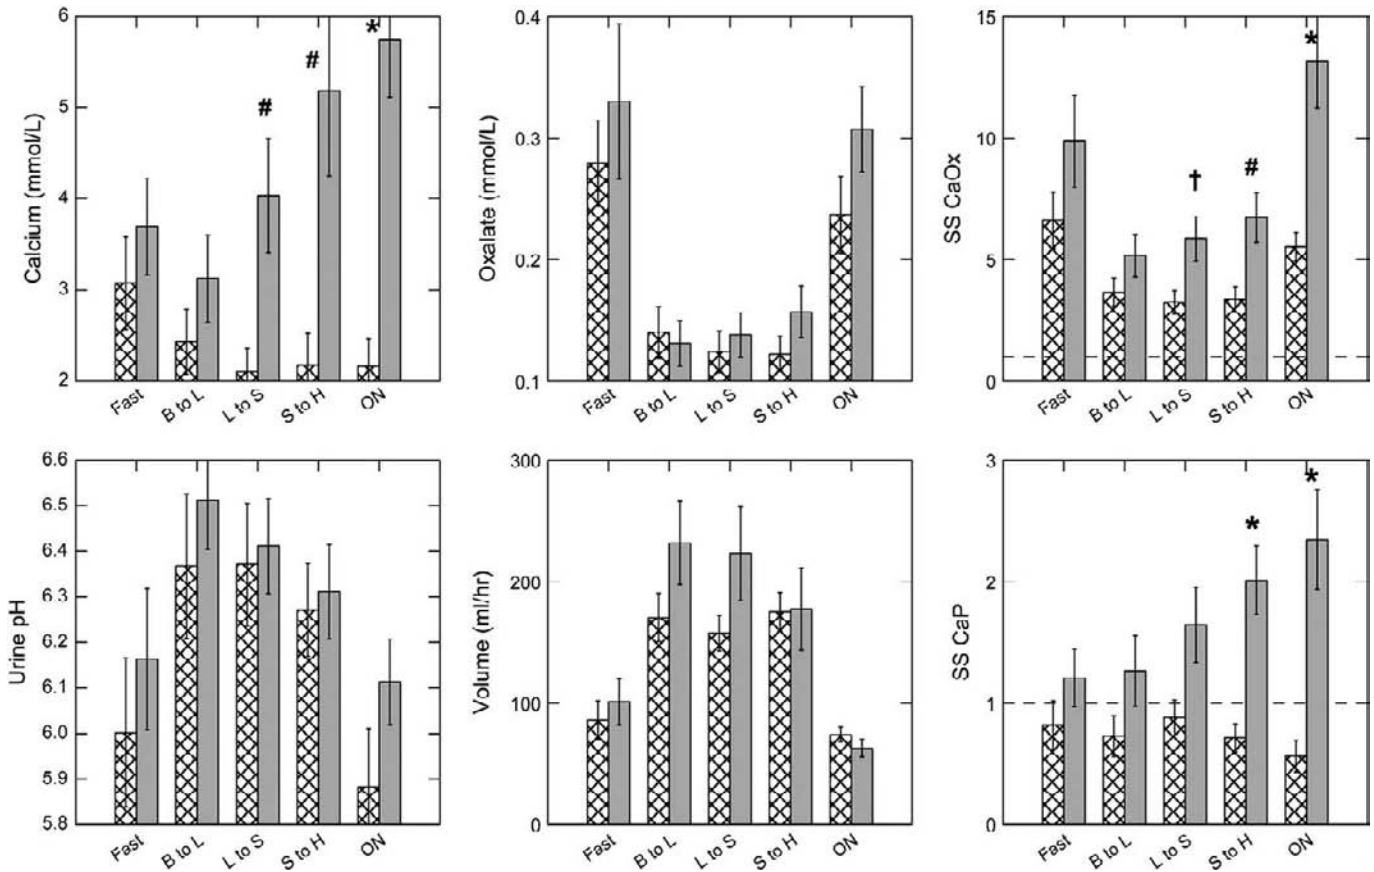 Calcium (mmol/L)
6
5
4
3
2
#
#
*
Fast
B to L
L to S
S to H
ON
Oxalate (mmol/L)
0.4
0.3
0.2
0.1
Fast
B to L
L to S
S to H
ON
SS CaOx
15
10
5
0
†
#
*
Fast
B to L
L to S
S to H
ON
Urine pH
6.6
6.5
6.4
6.3
6.2
6.1
6.0
5.9
5.8
Fast
B to L
L to S
S to H
ON
Volume (ml/hr)
300
200
100
0
Fast
B to L
L to S
S to H
ON
SS CaP
3
2
1
0
*
*
Fast
B to L
L to S
S to H
ON